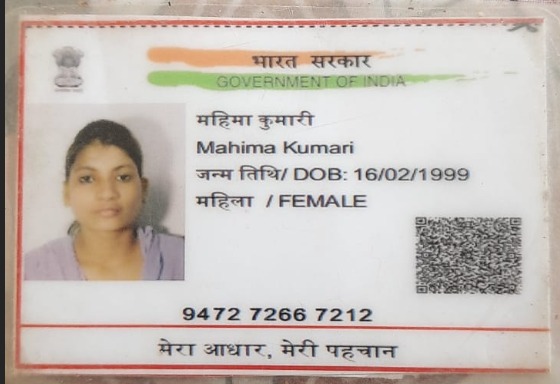 भारत सरकार
GOVERNMENT OF INDIA
महिमा कुमारी
Mahima Kumari
जन्म तिथि/ DOB: 16/02/1999
महिला / FEMALE
9472 7266 7212
मेरा आधार, मेरी पहचान